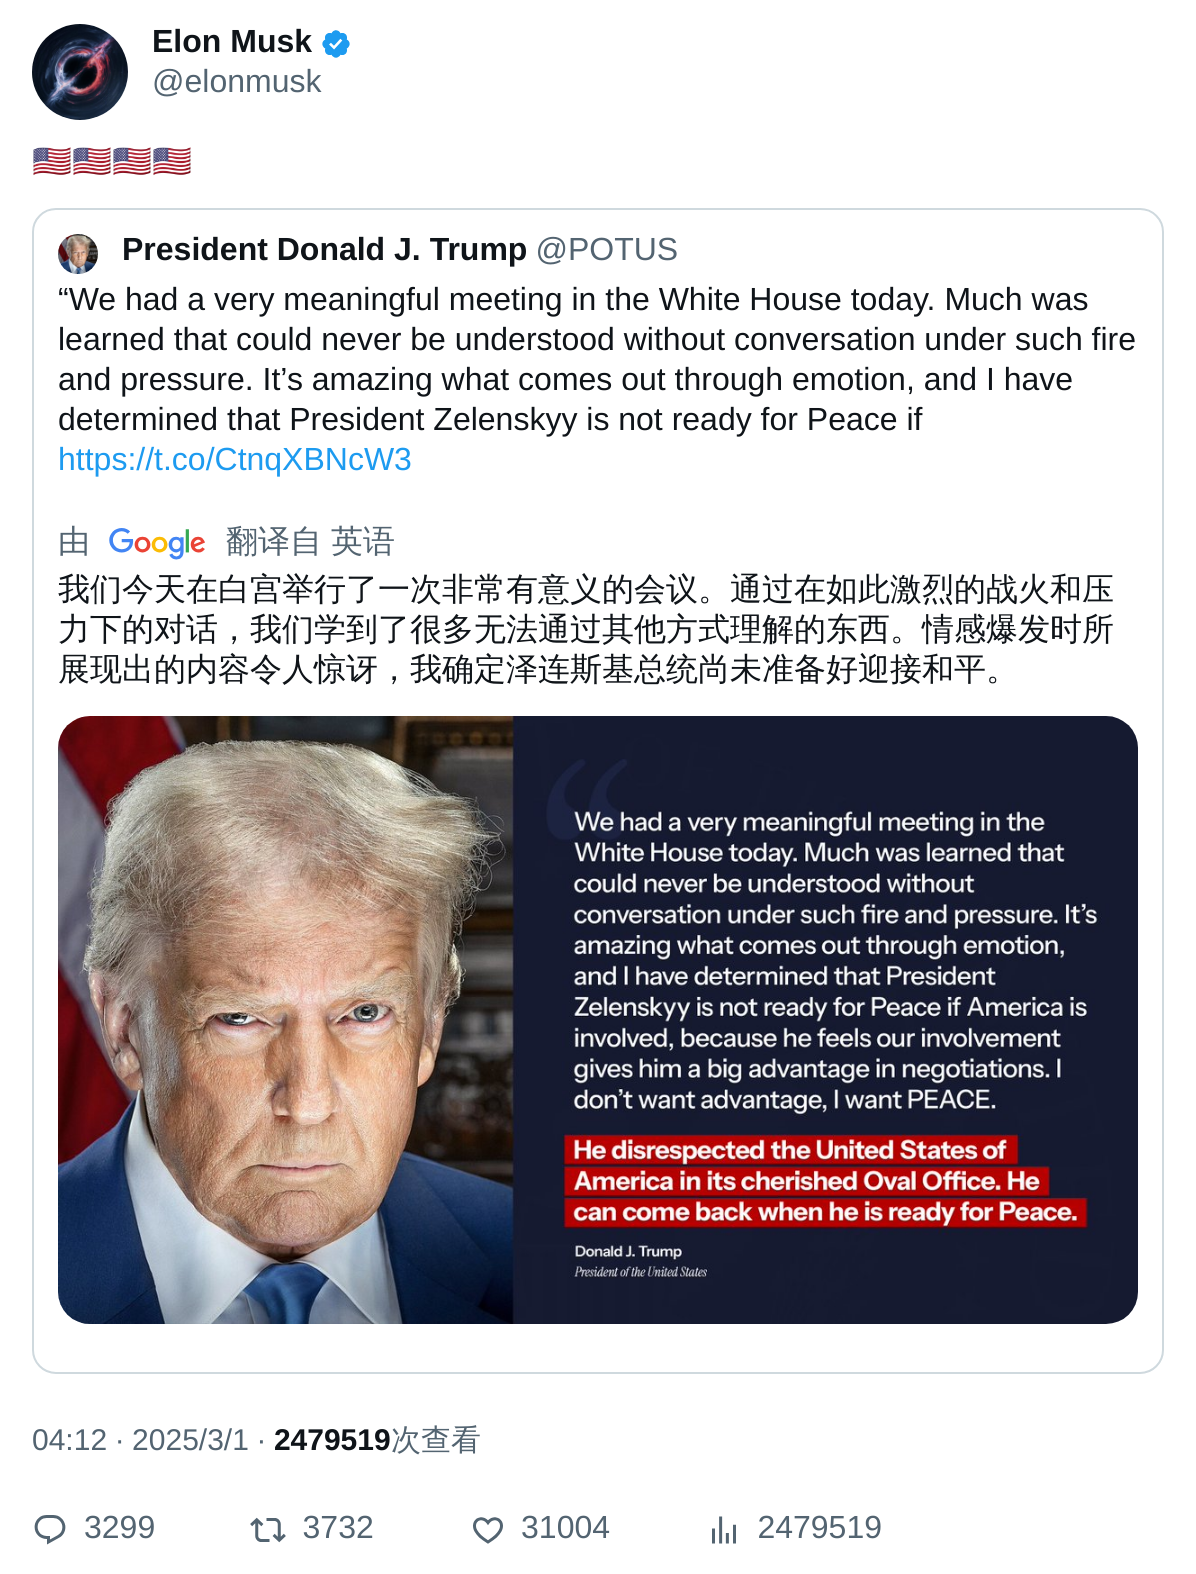 Elon Musk
@elonmusk
🇺🇸🇺🇸🇺🇸🇺🇸
President Donald J. Trump @POTUS
“We had a very meaningful meeting in the White House today. Much was
learned that could never be understood without conversation under such fire
and pressure. It’s amazing what comes out through emotion, and I have
determined that President Zelenskyy is not ready for Peace if
https://t.co/CtnqXBNcW3
由 Google 翻译自 英语
我们今天在白宫举行了一次非常有意义的会议。通过在如此激烈的战火和压
力下的对话，我们学到了很多无法通过其他方式理解的东西。情感爆发时所
展现出的内容令人惊讶，我确定泽连斯基总统尚未准备好迎接和平。
“
We had a very meaningful meeting in the
White House today. Much was learned that
could never be understood without
conversation under such fire and pressure. It’s
amazing what comes out through emotion,
and I have determined that President
Zelenskyy is not ready for Peace if America is
involved, because he feels our involvement
gives him a big advantage in negotiations. I
don’t want advantage, I want PEACE.
He disrespected the United States of
America in its cherished Oval Office. He
can come back when he is ready for Peace.
Donald J. Trump
President of the United States
04:12 · 2025/3/1 · 2479519次查看
3299 3732 31004 2479519